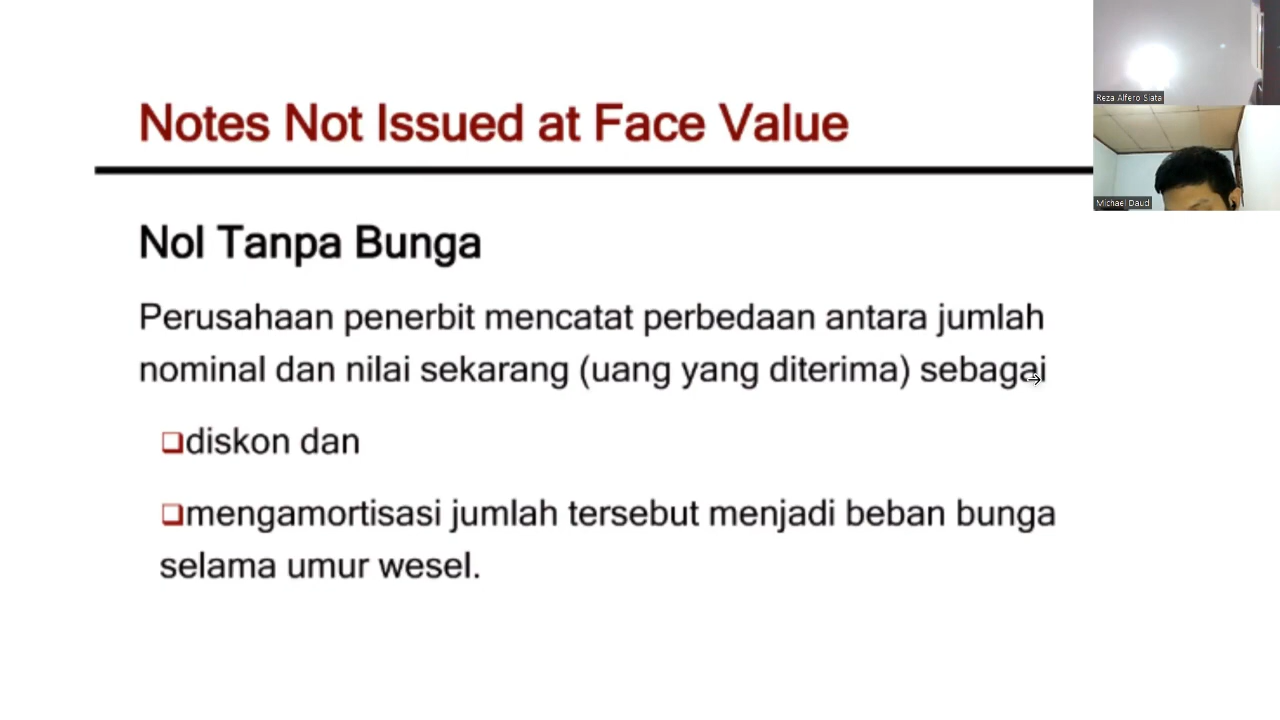 Notes Not Issued at Face Value
Nol Tanpa Bunga
Perusahaan penerbit mencatat perbedaan antara jumlah
nominal dan nilai sekarang (uang yang diterima) sebagai
❑diskon dan
❑mengamortisasi jumlah tersebut menjadi beban bunga
selama umur wesel.
Reza Alfero Siata
Michael Daud